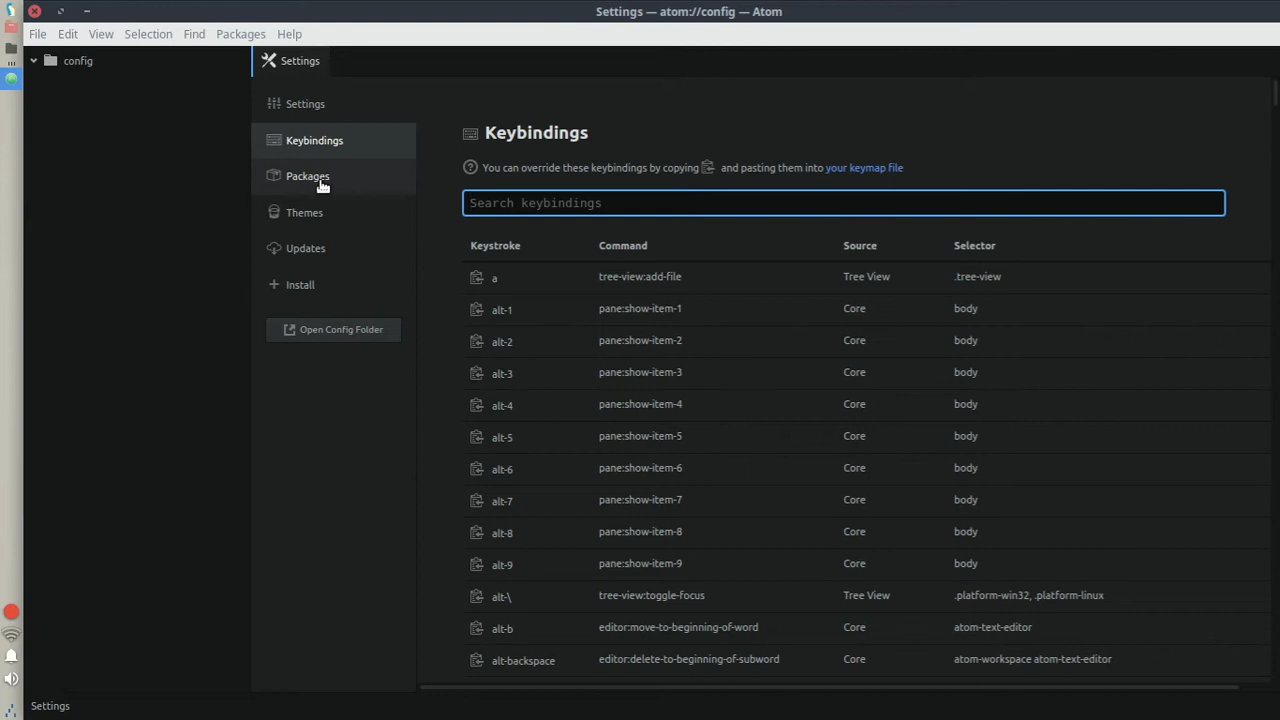 Settings — atom://config — Atom
File Edit View Selection Find Packages Help
config
Settings
Settings
Keybindings
Packages
Themes
Updates
Install
Open Config Folder
Keybindings
You can override these keybindings by copying and pasting them into your keymap file
Search keybindings
Keystroke Command Source Selector
a tree-view:add-file Tree View .tree-view
alt-1 pane:show-item-1 Core body
alt-2 pane:show-item-2 Core body
alt-3 pane:show-item-3 Core body
alt-4 pane:show-item-4 Core body
alt-5 pane:show-item-5 Core body
alt-6 pane:show-item-6 Core body
alt-7 pane:show-item-7 Core body
alt-8 pane:show-item-8 Core body
alt-9 pane:show-item-9 Core body
alt-\ tree-view:toggle-focus Tree View .platform-win32, .platform-linux
alt-b editor:move-to-beginning-of-word Core atom-text-editor
alt-backspace editor:delete-to-beginning-of-subword Core atom-workspace atom-text-editor
Settings